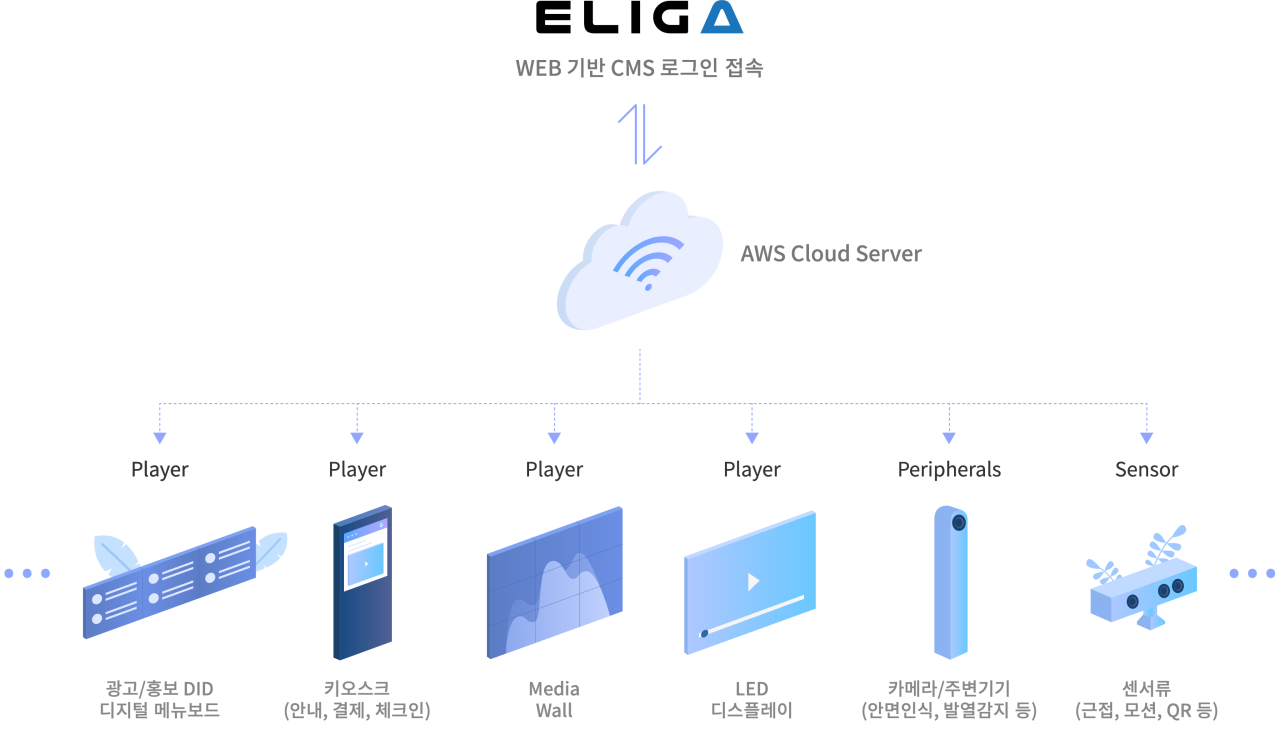 ELIGA
WEB 기반 CMS 로그인 접속
AWS Cloud Server
Player
Player
Player
Player
Peripherals
Sensor
광고/홍보 DID
디지털 메뉴보드
키오스크
(안내, 결제, 체크인)
Media
Wall
LED
디스플레이
카메라/주변기기
(안면인식, 발열감지 등)
센서류
(근접, 모션, QR 등)